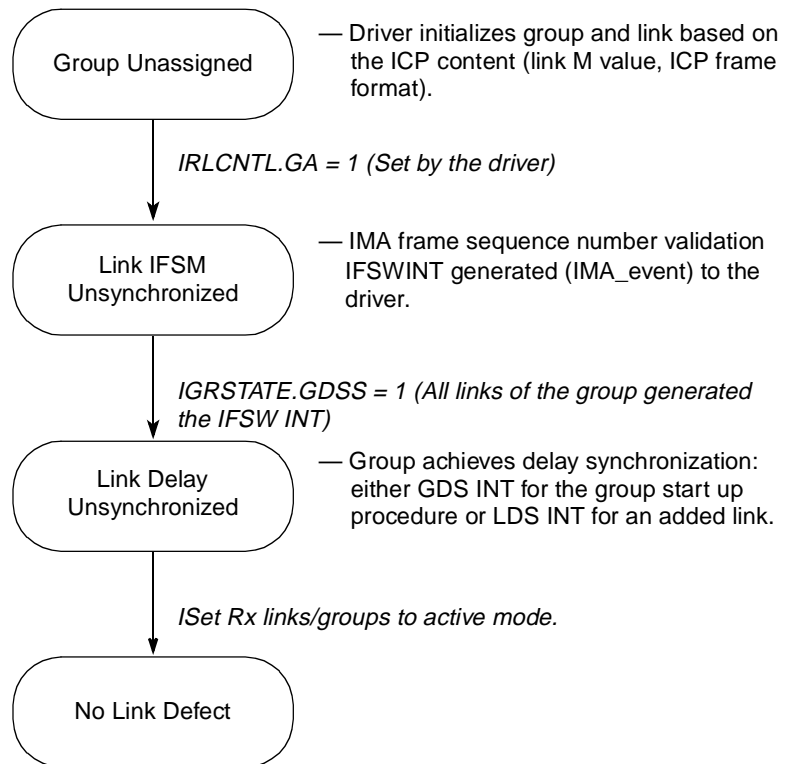 Group Unassigned
— Driver initializes group and link based on
the ICP content (link M value, ICP frame
format).
IRLCNTL.GA = 1 (Set by the driver)
Link IFSM
Unsynchronized
— IMA frame sequence number validation
IFSWINT generated (IMA_event) to the
driver.
IGRSTATE.GDSS = 1 (All links of the group generated
the IFSW INT)
Link Delay
Unsynchronized
— Group achieves delay synchronization:
either GDS INT for the group start up
procedure or LDS INT for an added link.
ISet Rx links/groups to active mode.
No Link Defect